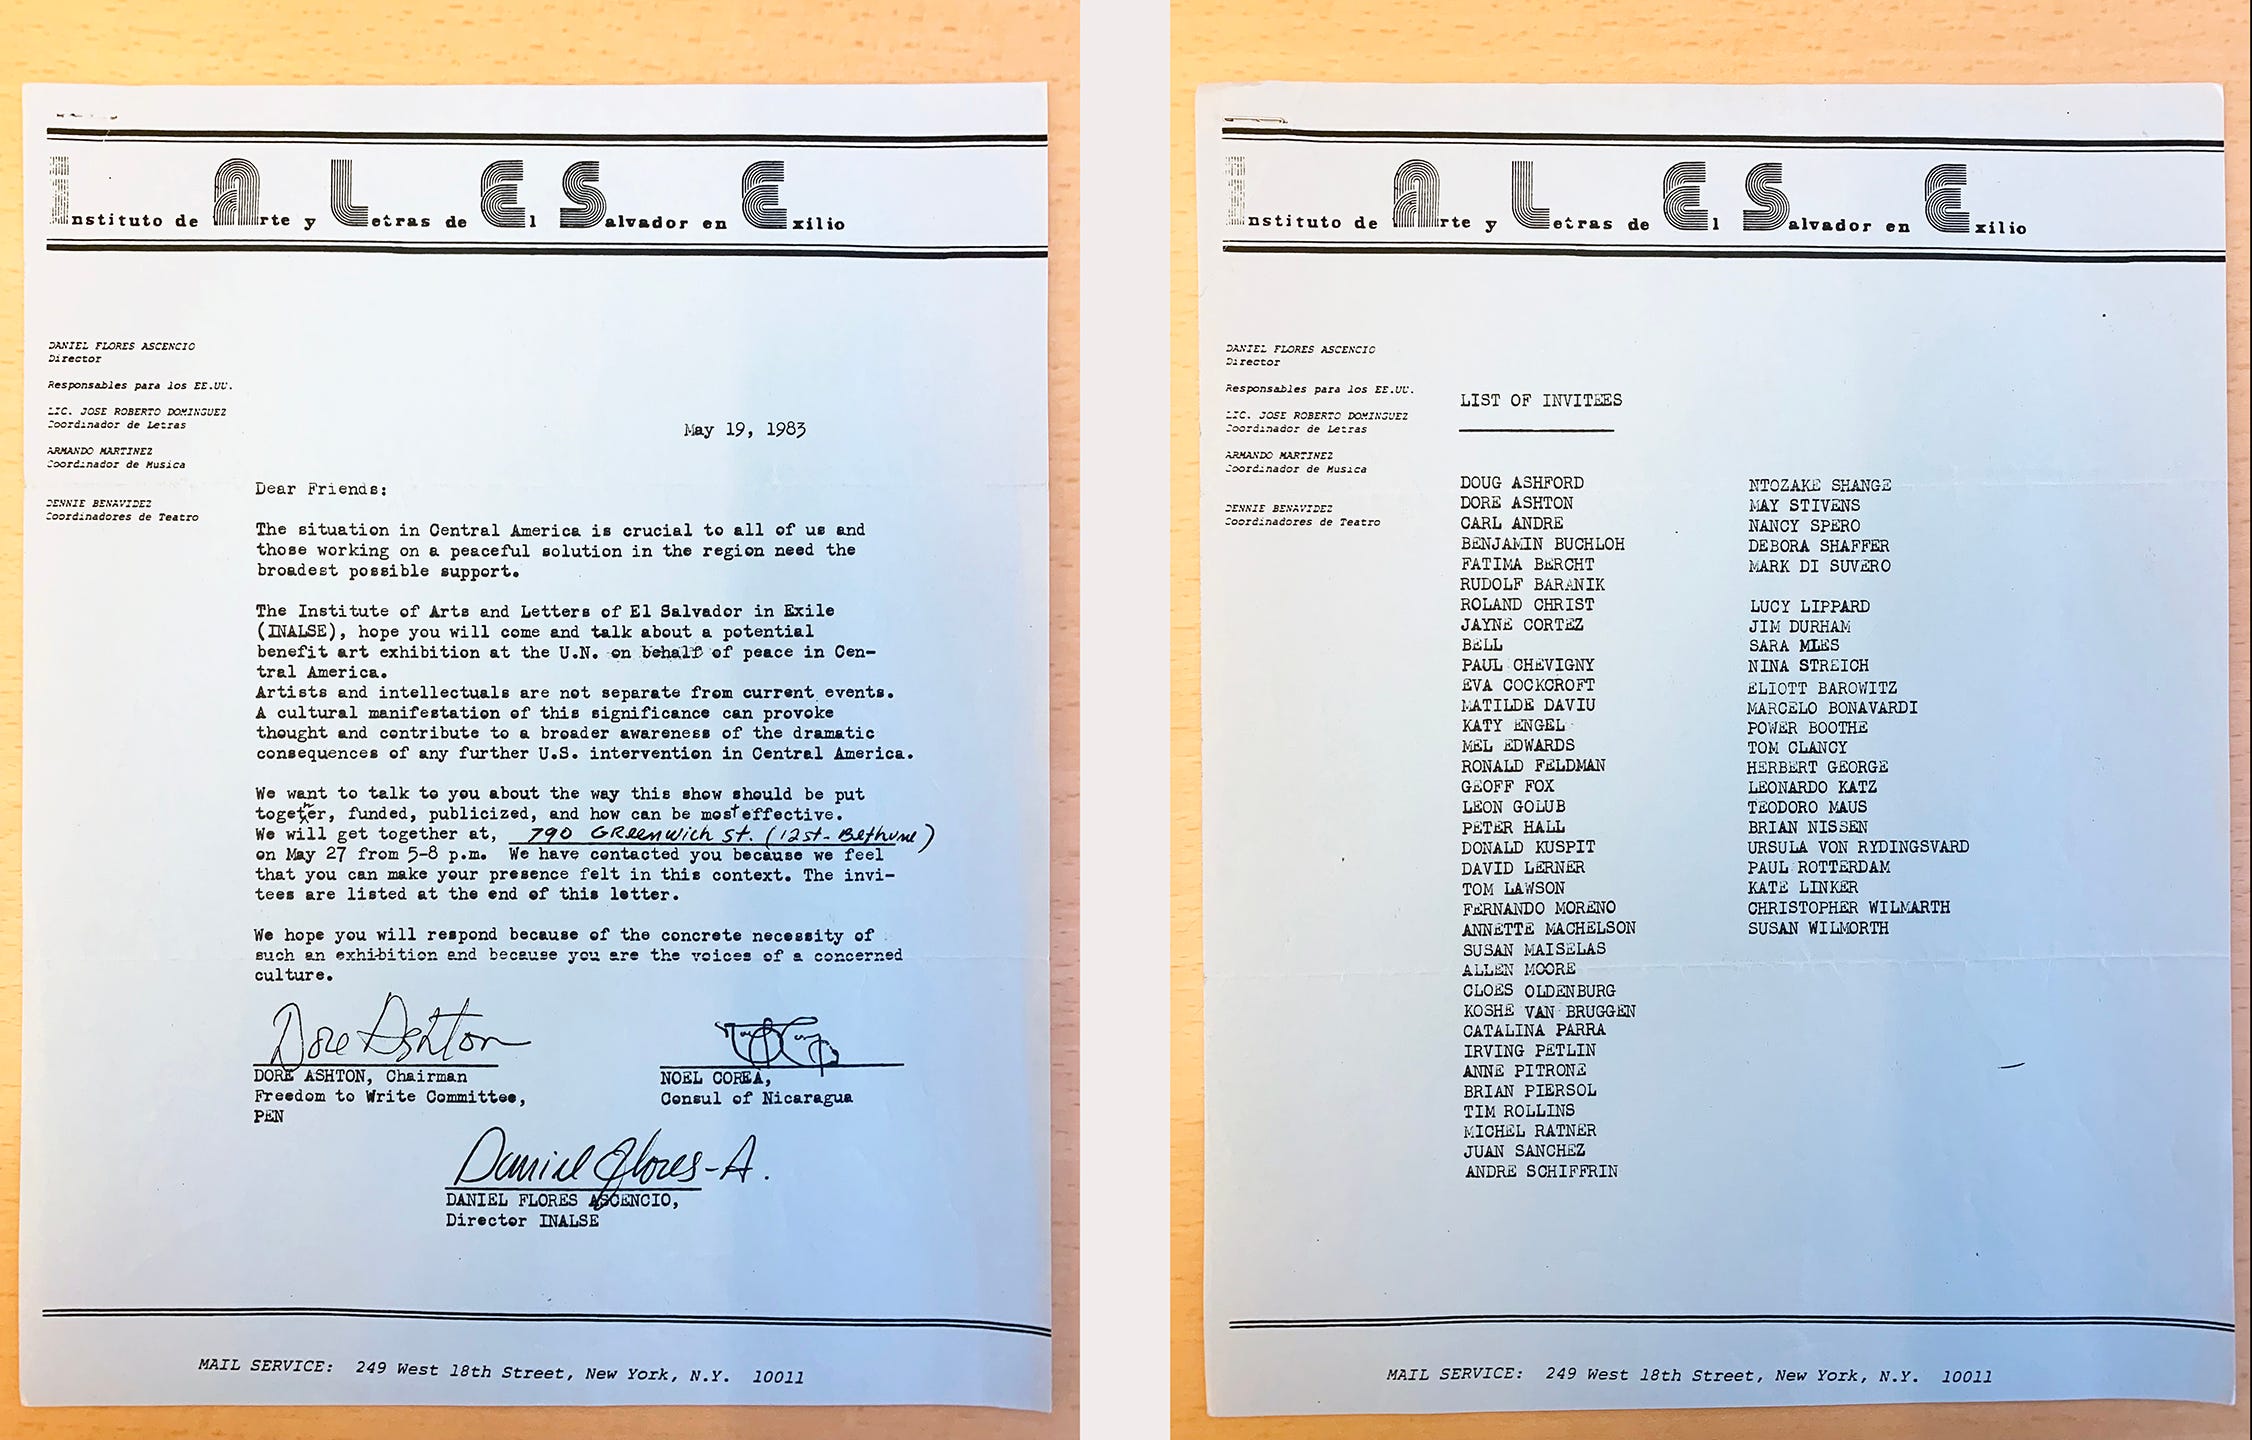 Instituto de Arte y Letras de El Salvador en Exilio
DANIEL FLORES ASCENCIO
Director
Responsables para los EE.UU.
LIC. JOSE ROBERTO DOMINGUEZ
Coordinador de Letras
ARMANDO MARTINEZ
Coordinador de Musica
DENNIE BENAVIDEZ
Coordinadores de Teatro
May 19, 1983
Dear Friends:
The situation in Central America is crucial to all of us and
those working on a peaceful solution in the region need the
broadest possible support.
The Institute of Arts and Letters of El Salvador in Exile
(INALSE), hope you will come and talk about a potential
benefit art exhibition at the U.N. on behalf of peace in Cen-
tral America.
Artists and intellectuals are not separate from current events.
A cultural manifestation of this significance can provoke
thought and contribute to a broader awareness of the dramatic
consequences of any further U.S. intervention in Central America.
We want to talk to you about the way this show should be put
together, funded, publicized, and how can be most effective.
We will get together at, 790 Greenwich St. (12st-Bethune)
on May 27 from 5-8 p.m. We have contacted you because we feel
that you can make your presence felt in this context. The invi-
tees are listed at the end of this letter.
We hope you will respond because of the concrete necessity of
such an exhibition and because you are the voices of a concerned
culture.
Dore Ashton
DORE ASHTON, Chairman
Freedom to Write Committee,
PEN
NOEL COREA,
Consul of Nicaragua
Daniel Flores-A.
DANIEL FLORES ASCENCIO,
Director INALSE
MAIL SERVICE: 249 West 18th Street, New York, N.Y. 10011
Instituto de Arte y Letras de El Salvador en Exilio
DANIEL FLORES ASCENCIO
Director
Responsables para los EE.UU.
LIC. JOSE ROBERTO DOMINGUEZ
Coordinador de Letras
ARMANDO MARTINEZ
Coordinador de Musica
DENNIE BENAVIDEZ
Coordinadores de Teatro
LIST OF INVITEES
DOUG ASHFORD
DORE ASHTON
CARL ANDRE
BENJAMIN BUCHLOH
FATIMA BERCHT
RUDOLF BARANIK
ROLAND CHRIST
JAYNE CORTEZ
BELL
PAUL CHEVIGNY
EVA COCKCROFT
MATILDE DAVIU
KATY ENGEL
MEL EDWARDS
RONALD FELDMAN
GEOFF FOX
LEON GOLUB
PETER HALL
DONALD KUSPIT
DAVID LERNER
TOM LAWSON
FERNANDO MORENO
ANNETTE MACHELSON
SUSAN MAISELAS
ALLEN MOORE
CLOES OLDENBURG
KOSHE VAN BRUGGEN
CATALINA PARRA
IRVING PETLIN
ANNE PITRONE
BRIAN PIERSOL
TIM ROLLINS
MICHEL RATNER
JUAN SANCHEZ
ANDRE SCHIFFRIN
NTOZAKE SHANGE
MAY STIVENS
NANCY SPERO
DEBORA SHAFFER
MARK DI SUVERO
LUCY LIPPARD
JIM DURHAM
SARA MLES
NINA STREICH
ELIOTT BAROWITZ
MARCELO BONAVARDI
POWER BOOTHE
TOM CLANCY
HERBERT GEORGE
LEONARDO KATZ
TEODORO MAUS
BRIAN NISSEN
URSULA VON RYDINGSVARD
PAUL ROTTERDAM
KATE LINKER
CHRISTOPHER WILMARTH
SUSAN WILMORTH
MAIL SERVICE: 249 West 18th Street, New York, N.Y. 10011